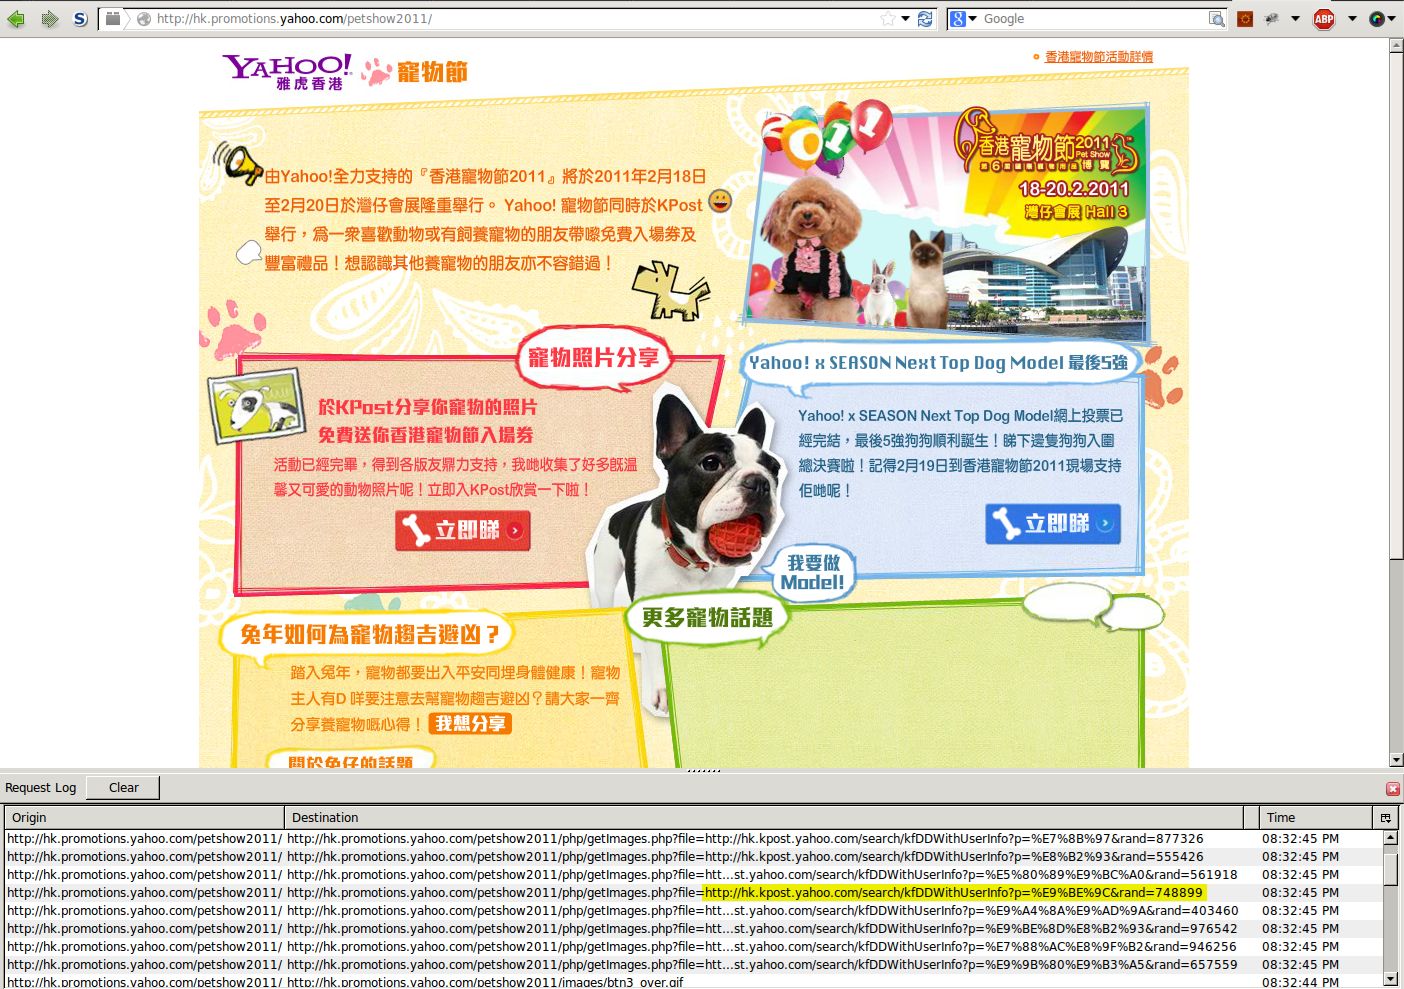 http://hk.promotions.yahoo.com/petshow2011/
Google
ABP
YAHOO!
雅虎香港
寵物節
香港寵物節活動詳情
由Yahoo!全力支持的『香港寵物節2011』將於2011年2月18日
至2月20日於灣仔會展隆重舉行。Yahoo! 寵物節同時於KPost
舉行，為一衆喜歡動物或有飼養寵物的朋友帶嚟免費入場券及
豐富禮品！想認識其他養寵物的朋友亦不容錯過！
2011
香港寵物節2011
Pet Show
18-20.2.2011
灣仔會展 Hall 3
寵物照片分享
於KPost分享你寵物的照片
免費送你香港寵物節入場券
活動已經完畢，得到各版友鼎力支持，我哋收集了好多嘅溫
馨又可愛的動物照片呢！立即入KPost欣賞一下啦！
立即睇
Yahoo! x SEASON Next Top Dog Model 最後5強
Yahoo! x SEASON Next Top Dog Model網上投票已
經完結，最後5強狗狗順利誕生！睇下邊隻狗狗入圍
總決賽啦！記得2月19日到香港寵物節2011現場支持
佢哋呢！
立即睇
我要做
Model!
兔年如何為寵物趨吉避凶？
踏入兔年，寵物都要出入平安同埋身體健康！寵物
主人有D 咩要注意去幫寵物趨吉避凶？請大家一齊
分享養寵物嘅心得！ 我想分享
關於兔仔的話題
更多寵物話題
Request Log Clear
Origin Destination Time
http://hk.promotions.yahoo.com/petshow2011/ http://hk.promotions.yahoo.com/petshow2011/php/getImages.php?file=http://hk.kpost.yahoo.com/search/kfDDWithUserInfo?p=%E7%8B%97&rand=877326 08:32:45 PM
http://hk.promotions.yahoo.com/petshow2011/ http://hk.promotions.yahoo.com/petshow2011/php/getImages.php?file=http://hk.kpost.yahoo.com/search/kfDDWithUserInfo?p=%E8%B2%93&rand=555426 08:32:45 PM
http://hk.promotions.yahoo.com/petshow2011/ http://hk.promotions.yahoo.com/petshow2011/php/getImages.php?file=htt...st.yahoo.com/search/kfDDWithUserInfo?p=%E5%80%89%E9%BC%A0&rand=561918 08:32:45 PM
http://hk.promotions.yahoo.com/petshow2011/ http://hk.promotions.yahoo.com/petshow2011/php/getImages.php?file=http://hk.kpost.yahoo.com/search/kfDDWithUserInfo?p=%E9%BE%9C&rand=748899 08:32:45 PM
http://hk.promotions.yahoo.com/petshow2011/ http://hk.promotions.yahoo.com/petshow2011/php/getImages.php?file=htt...st.yahoo.com/search/kfDDWithUserInfo?p=%E9%A4%8A%E9%AD%9A&rand=403460 08:32:45 PM
http://hk.promotions.yahoo.com/petshow2011/ http://hk.promotions.yahoo.com/petshow2011/php/getImages.php?file=htt...st.yahoo.com/search/kfDDWithUserInfo?p=%E9%BE%8D%E8%B2%93&rand=976542 08:32:45 PM
http://hk.promotions.yahoo.com/petshow2011/ http://hk.promotions.yahoo.com/petshow2011/php/getImages.php?file=htt...st.yahoo.com/search/kfDDWithUserInfo?p=%E7%88%AC%E8%9F%B2&rand=946256 08:32:45 PM
http://hk.promotions.yahoo.com/petshow2011/ http://hk.promotions.yahoo.com/petshow2011/php/getImages.php?file=htt...st.yahoo.com/search/kfDDWithUserInfo?p=%E9%9B%80%E9%B3%A5&rand=657559 08:32:45 PM
http://hk.promotions.yahoo.com/petshow2011/ http://hk.promotions.yahoo.com/petshow2011/images/btn3_over.gif 08:32:44 PM